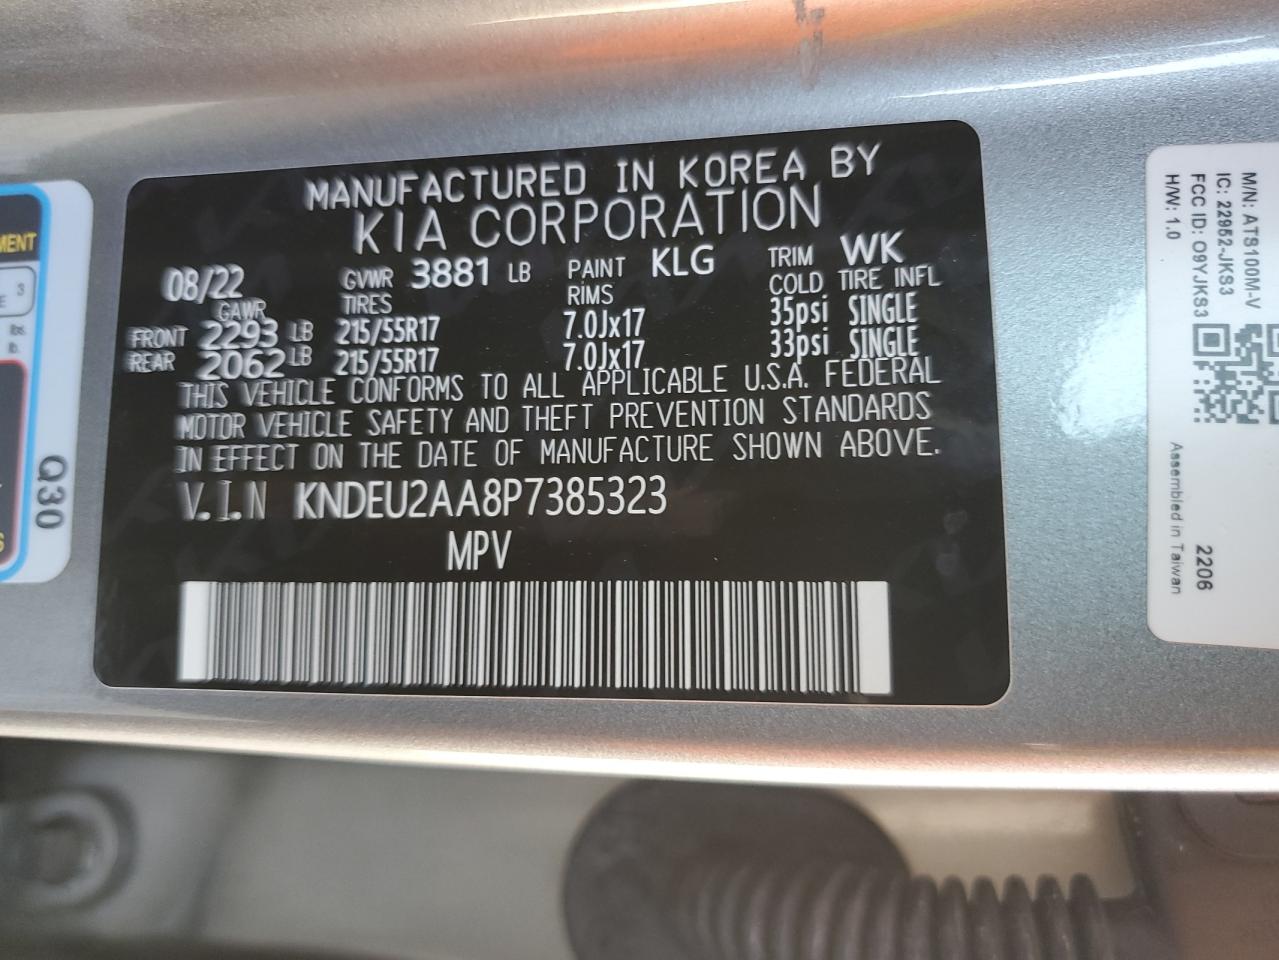 MANUFACTURED IN KOREA BY
KIA CORPORATION
08/22 GVWR 3881 LB PAINT KLG TRIM WK
GAWR TIRES RIMS COLD TIRE INFL
FRONT 2293 LB 215/55R17 7.0Jx17 35psi SINGLE
REAR 2062 LB 215/55R17 7.0Jx17 33psi SINGLE
THIS VEHICLE CONFORMS TO ALL APPLICABLE U.S.A. FEDERAL
MOTOR VEHICLE SAFETY AND THEFT PREVENTION STANDARDS
IN EFFECT ON THE DATE OF MANUFACTURE SHOWN ABOVE.
V.I.N KNDEU2AA8P7385323
MPV
3
lbs.
lb.
Q30
M/N: ATS100M-V
IC: 22952-JKS3
FCC ID: O9YJKS3
H/W: 1.0
Assembled in Taiwan
2206